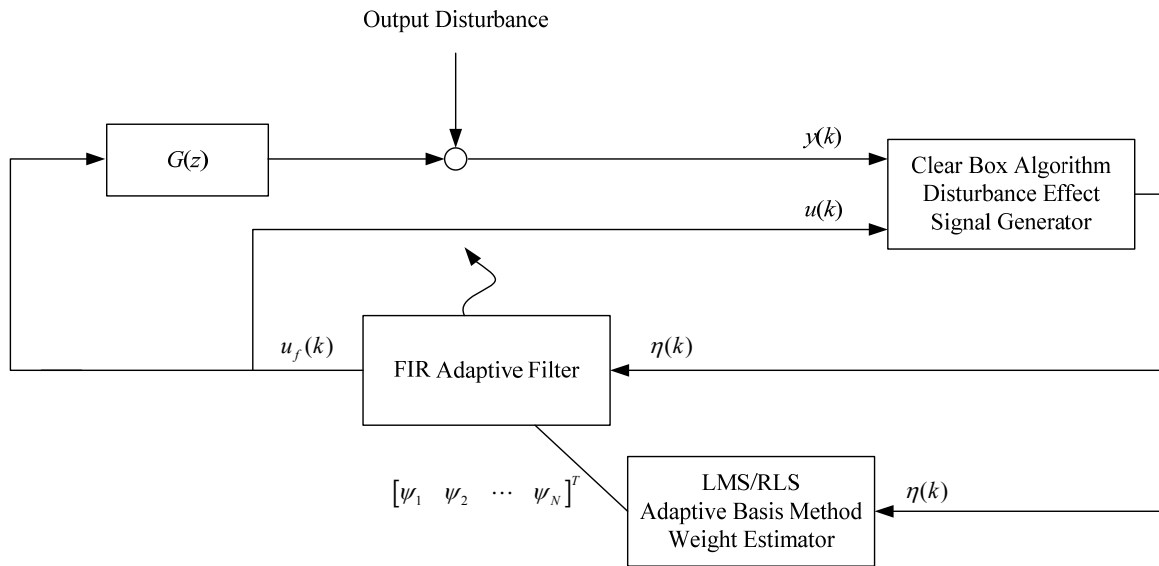 Output Disturbance
G(z)
y(k)
Clear Box Algorithm
Disturbance Effect
Signal Generator
u(k)
u_f(k)
FIR Adaptive Filter
η(k)
[ψ_1 ψ_2 ⋯ ψ_N]^T
LMS/RLS
Adaptive Basis Method
Weight Estimator
η(k)